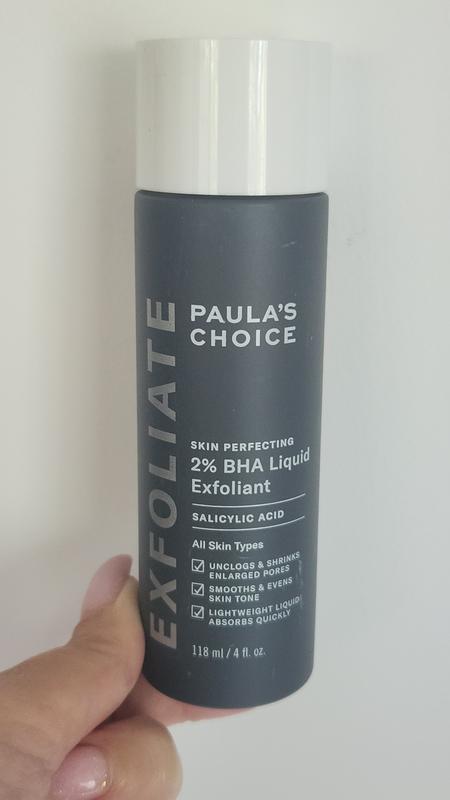 EXFOLIATE
PAULA'S
CHOICE
SKIN PERFECTING
2% BHA Liquid
Exfoliant
SALICYLIC ACID
All Skin Types
☑ UNCLOGS & SHRINKS
ENLARGED PORES
☑ SMOOTHS & EVENS
SKIN TONE
☑ LIGHTWEIGHT LIQUID
ABSORBS QUICKLY
118 ml / 4 fl. oz.